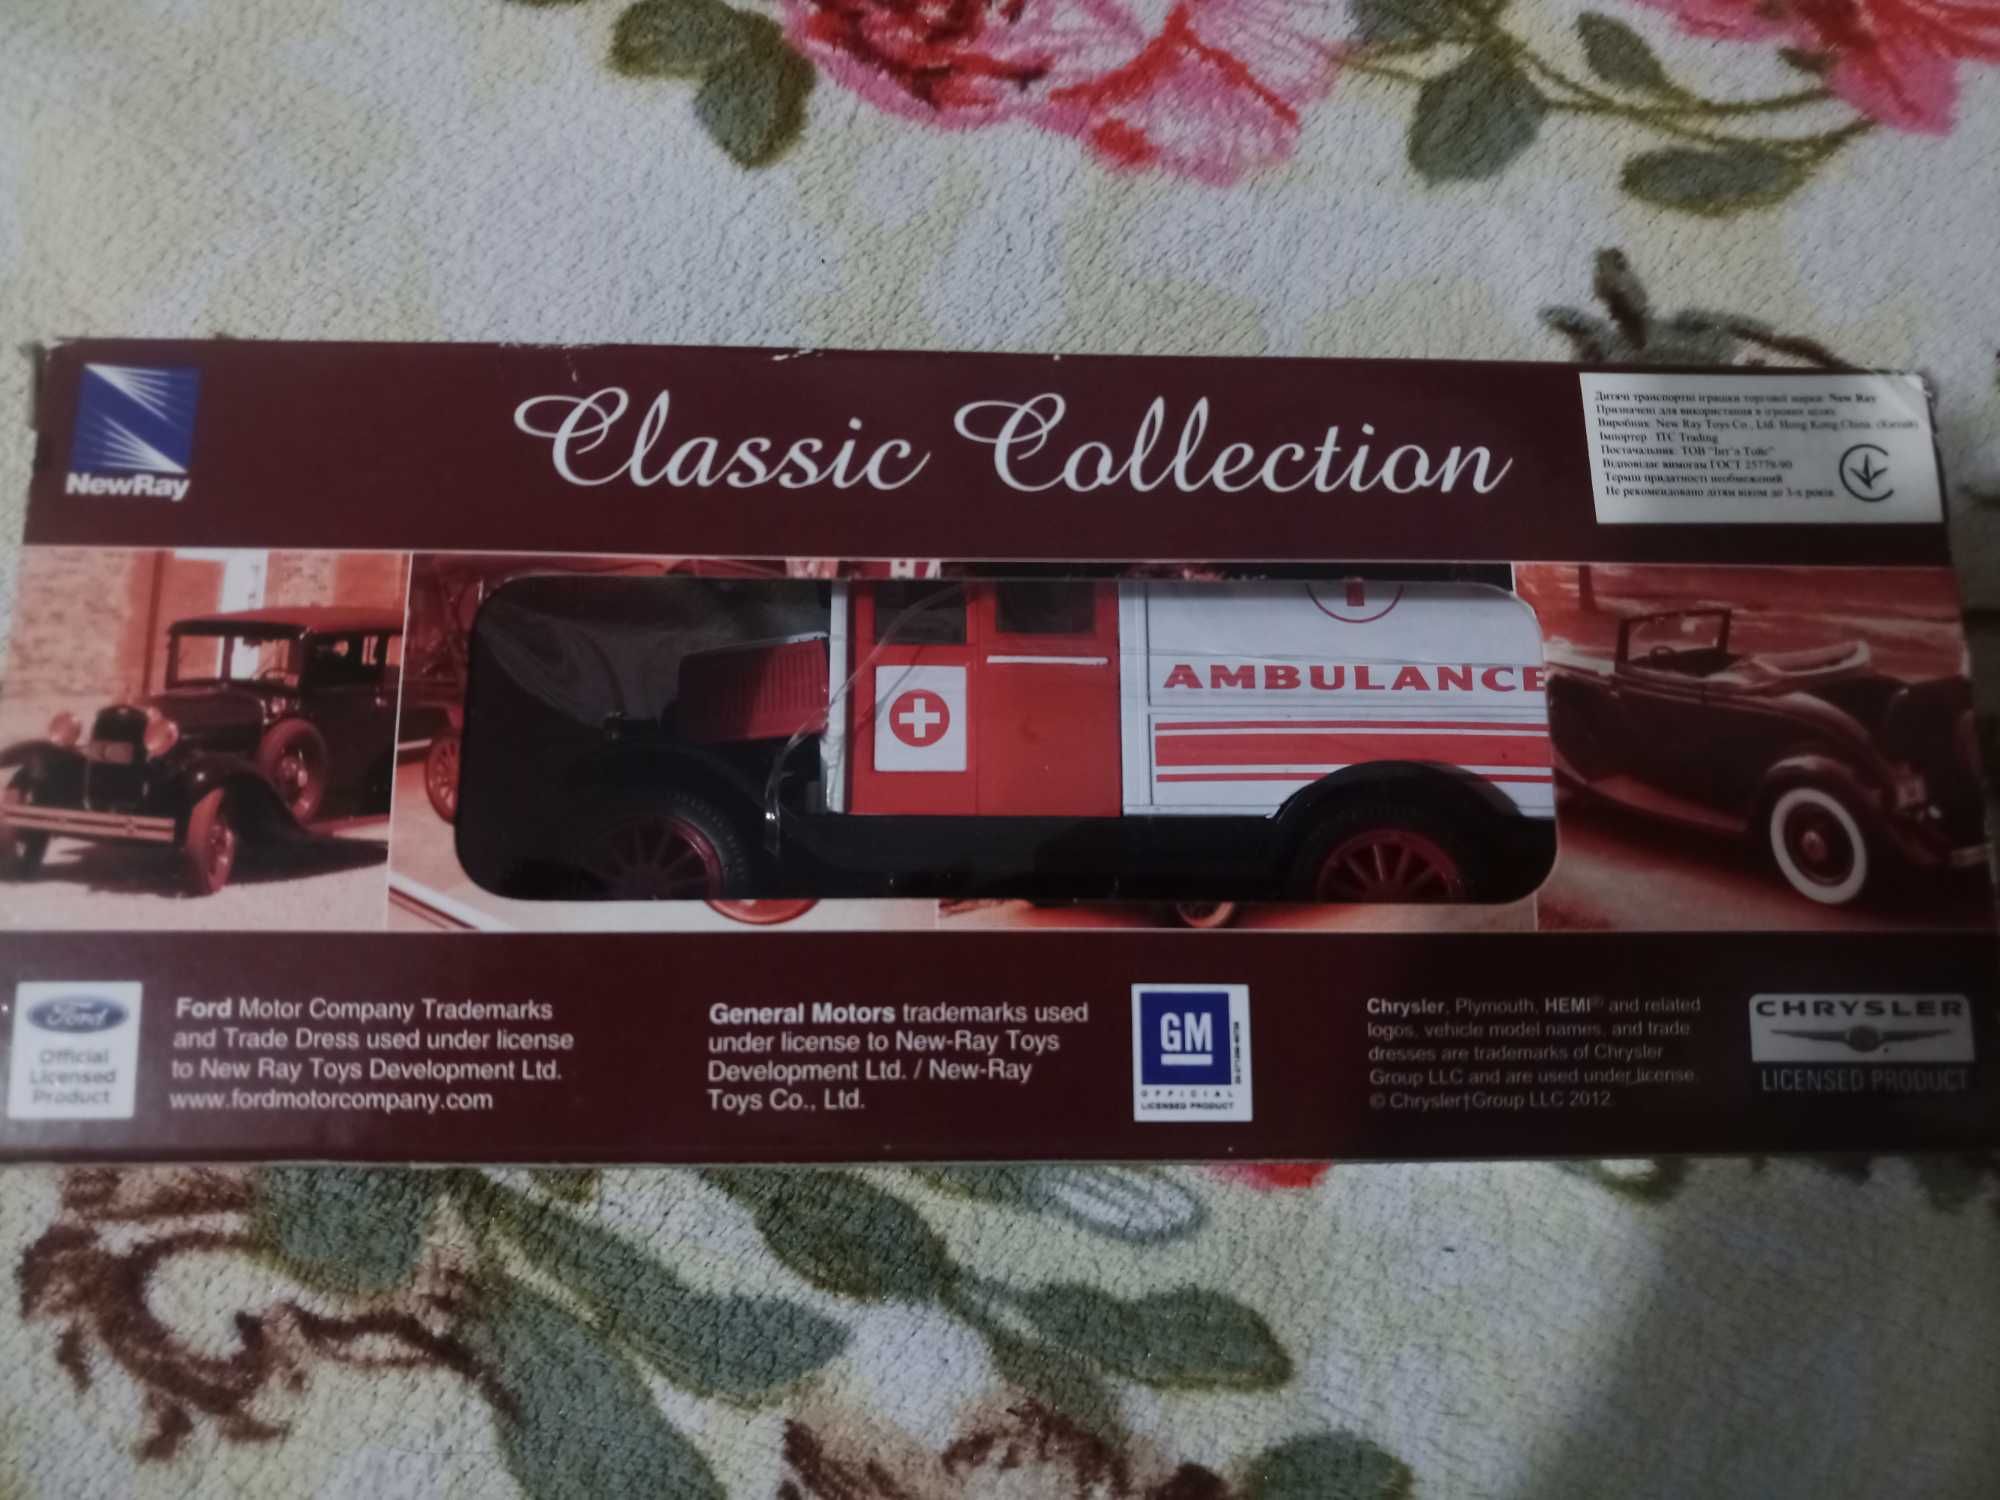 NewRay
Classic Collection
Дитячі транспортні іграшки торгової марки: New Ray
Призначені для використання в ігрових цілях
Виробник: New Ray Toys Co., Ltd. Hong Kong China. (Китай)
Імпортер: ITC Trading
Постачальник: ТОВ "Інт'л Тойс"
Відповідає вимогам ГОСТ 25779-90
Термін придатності необмежений
Не рекомендовано дітям віком до 3-х років
AMBULANCE
Ford
Official
Licensed
Product
Ford Motor Company Trademarks
and Trade Dress used under license
to New Ray Toys Development Ltd.
www.fordmotorcompany.com
General Motors trademarks used
under license to New-Ray Toys
Development Ltd. / New-Ray
Toys Co., Ltd.
GM
OFFICIAL
LICENSED PRODUCT
Chrysler, Plymouth, HEMI® and related
logos, vehicle model names, and trade
dresses are trademarks of Chrysler
Group LLC and are used under license.
© Chrysler Group LLC 2012.
CHRYSLER
LICENSED PRODUCT